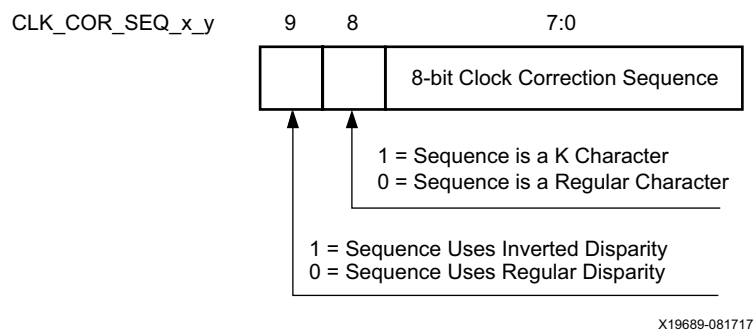 CLK_COR_SEQ_x_y 9 8 7:0
8-bit Clock Correction Sequence
1 = Sequence is a K Character
0 = Sequence is a Regular Character
1 = Sequence Uses Inverted Disparity
0 = Sequence Uses Regular Disparity
X19689-081717